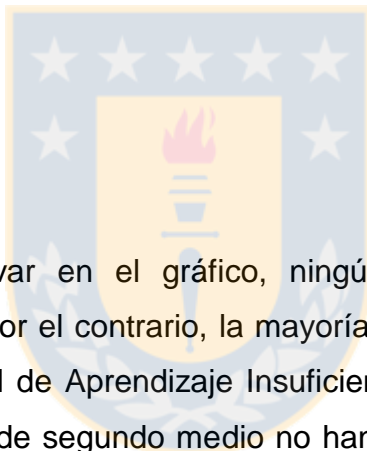 var en el gráfico, ningú
or el contrario, la mayoría
l de Aprendizaje Insuficien
de segundo medio no han